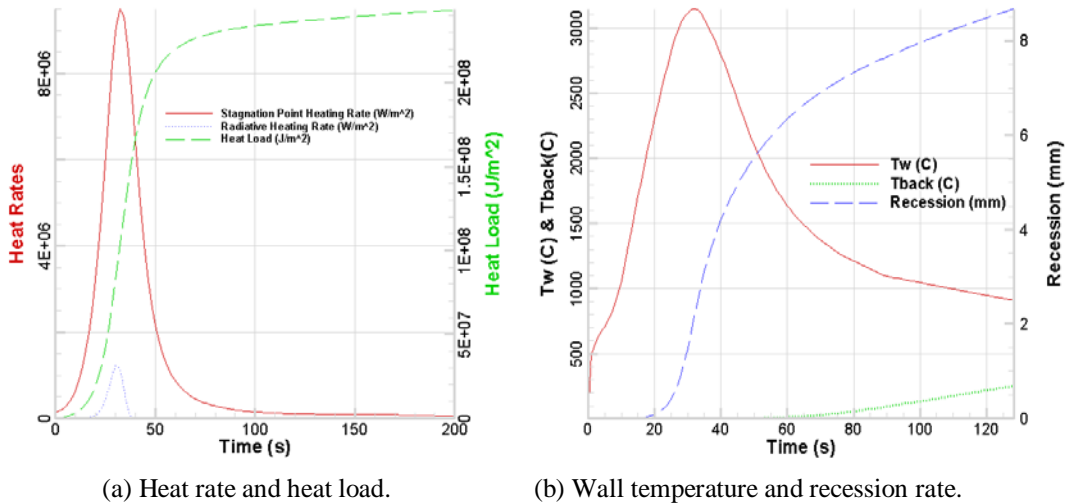 Heat Rates
8E+06
4E+06
0
Stagnation Point Heating Rate (W/m^2)
Radiative Heating Rate (W/m^2)
Heat Load (J/m^2)
2E+08
1.5E+08
1E+08
5E+07
0
Heat Load (J/m^2)
0 50 100 150 200
Time (s)
(a) Heat rate and heat load.
Tw (C) & Tback(C)
3000
2500
2000
1500
1000
500
Tw (C)
Tback (C)
Recession (mm)
8
6
4
2
0
Recession (mm)
0 20 40 60 80 100 120
Time (s)
(b) Wall temperature and recession rate.